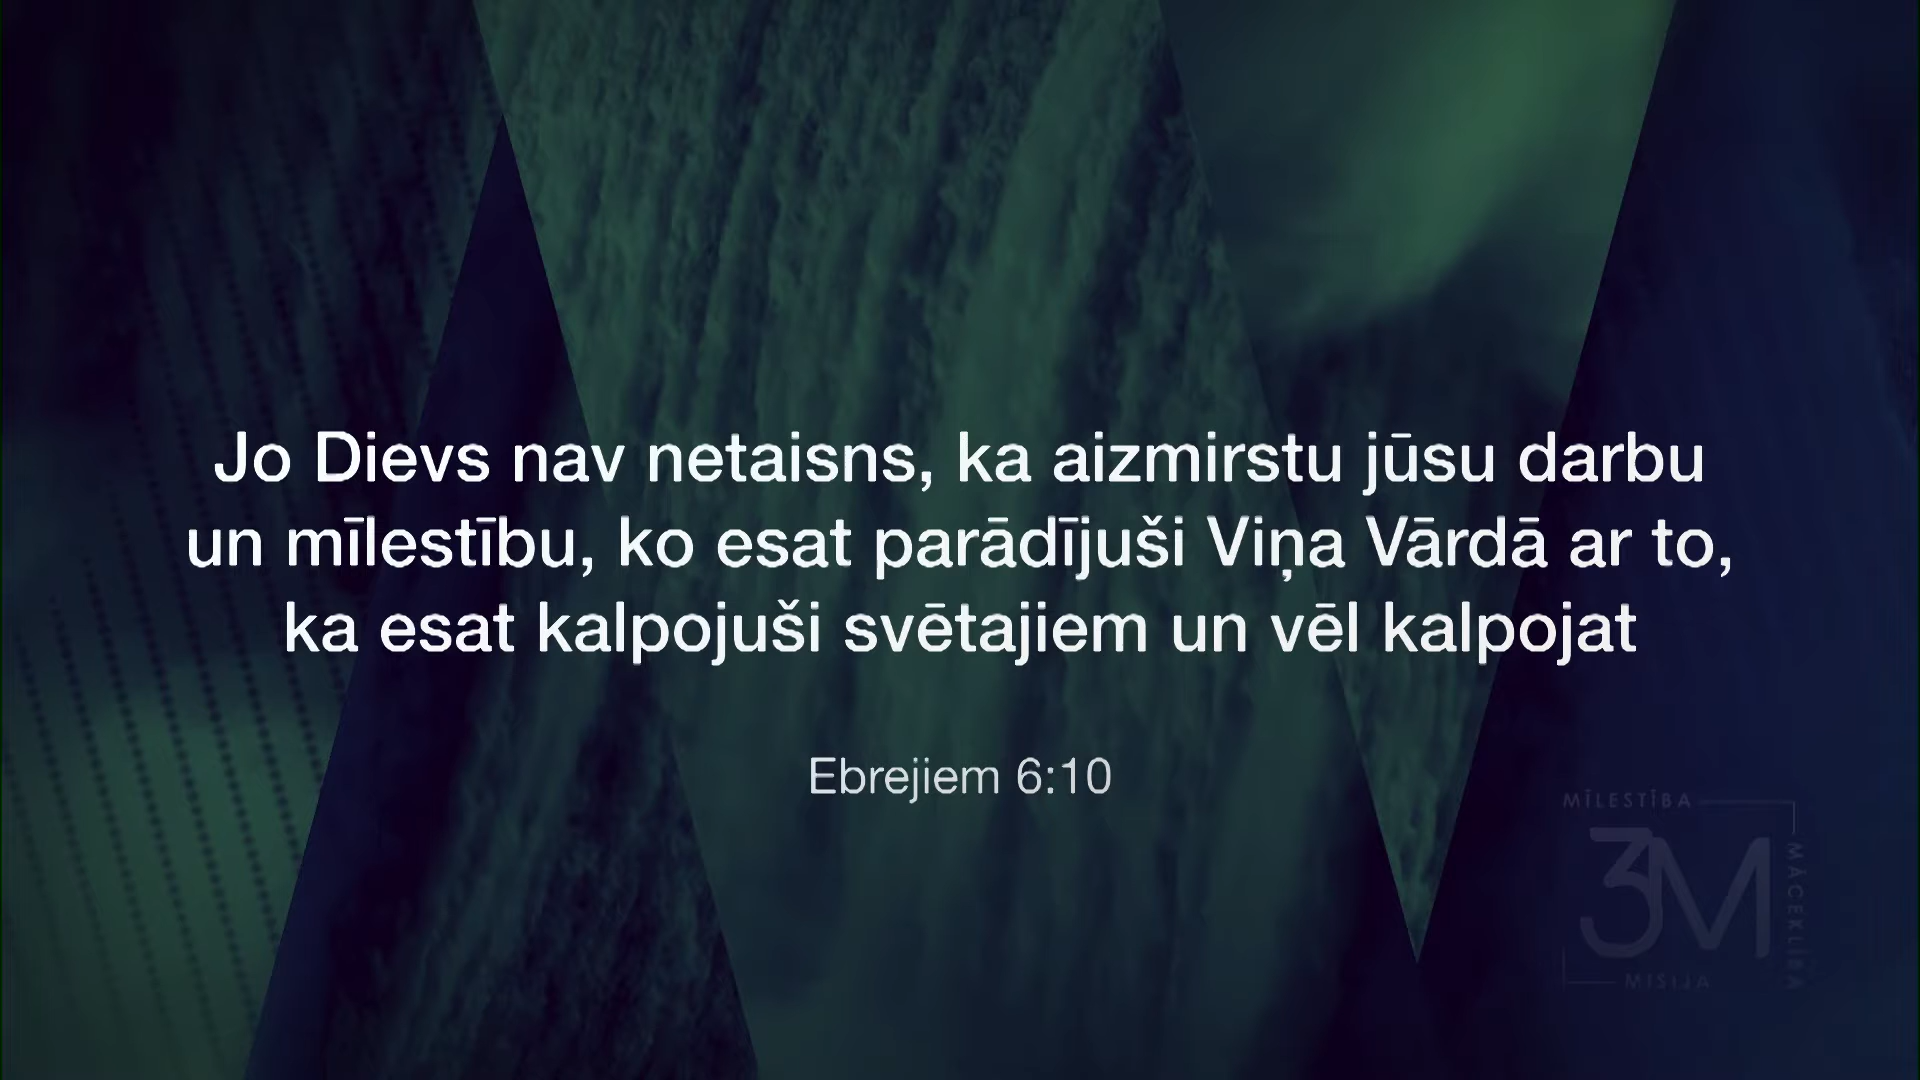 Jo Dievs nav netaisns, ka aizmirstu jūsu darbu
un mīlestību, ko esat parādījuši Viņa Vārdā ar to,
ka esat kalpojuši svētajiem un vēl kalpojat
Ebrejiem 6:10
MĪLESTĪBA
3M
MĀCEKLĪBA
MISIJA